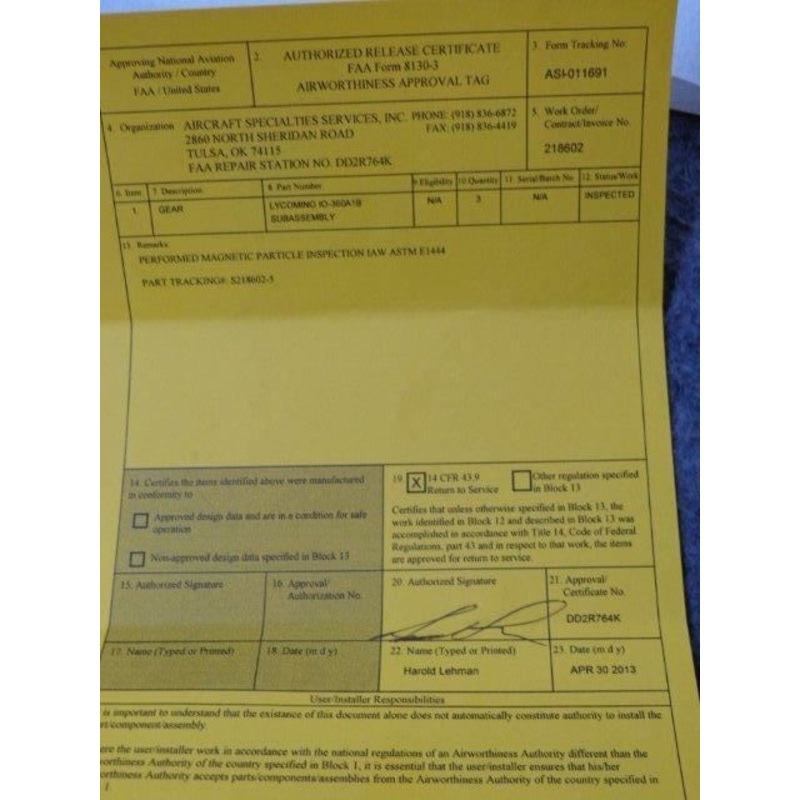 Approving National Aviation
Authority / Country
FAA / United States
2.
AUTHORIZED RELEASE CERTIFICATE
FAA Form 8130-3
AIRWORTHINESS APPROVAL TAG
3. Form Tracking No:
ASI-011691
4. Organization
AIRCRAFT SPECIALTIES SERVICES, INC. PHONE: (918) 836-6872
2860 NORTH SHERIDAN ROAD FAX: (918) 836-4419
TULSA, OK 74115
FAA REPAIR STATION NO. DD2R764K
5. Work Order/
Contract/Invoice No.
218602
6. Item 7. Description 8. Part Number 9. Eligibility 10. Quantity 11. Serial/Batch No. 12. Status/Work
1 GEAR LYCOMING IO-360A1B N/A 3 N/A INSPECTED
SUBASSEMBLY
13. Remarks
PERFORMED MAGNETIC PARTICLE INSPECTION IAW ASTM E1444
PART TRACKING#: S218602-5
14. Certifies the items identified above were manufactured
in conformity to
Approved design data and are in a condition for safe
operation
Non-approved design data specified in Block 13
19. X 14 CFR 43.9
Return to Service
Other regulation specified
in Block 13
Certifies that unless otherwise specified in Block 13, the
work identified in Block 12 and described in Block 13 was
accomplished in accordance with Title 14, Code of Federal
Regulations, part 43 and in respect to that work, the items
are approved for return to service.
15. Authorized Signature
16. Approval/
Authorization No.
20. Authorized Signature
21. Approval/
Certificate No.
DD2R764K
17. Name (Typed or Printed)
18. Date (m d y)
22. Name (Typed or Printed)
Harold Lehman
23. Date (m d y)
APR 30 2013
User/Installer Responsibilities
is important to understand that the existance of this document alone does not automatically constitute authority to install the
rt/component/assembly.
ere the user/installer work in accordance with the national regulations of an Airworthiness Authority different than the
orthiness Authority of the country specified in Block 1, it is essential that the user/installer ensures that his/her
orthiness Authority accepts parts/components/assemblies from the Airworthiness Authority of the country specified in
1